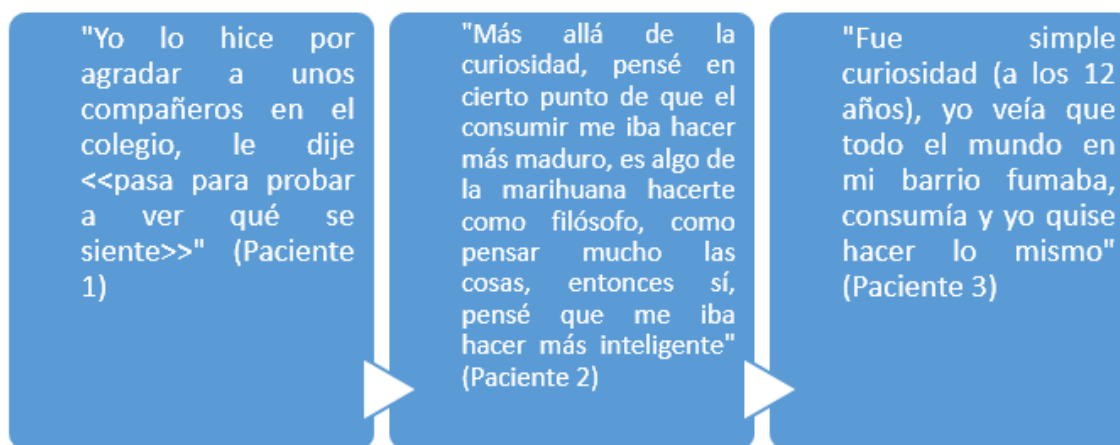 "Yo lo hice por
agradar a unos
compañeros en el
colegio, le dije
<<pasa para probar
a ver qué se
siente>>" (Paciente
1)
"Más allá de la
curiosidad, pensé en
cierto punto de que el
consumir me iba hacer
más maduro, es algo de
la marihuana hacerte
como filósofo, como
pensar mucho las
cosas, entonces sí,
pensé que me iba
hacer más inteligente"
(Paciente 2)
"Fue simple
curiosidad (a los 12
años), yo veía que
todo el mundo en
mi barrio fumaba,
consumía y yo quise
hacer lo mismo"
(Paciente 3)